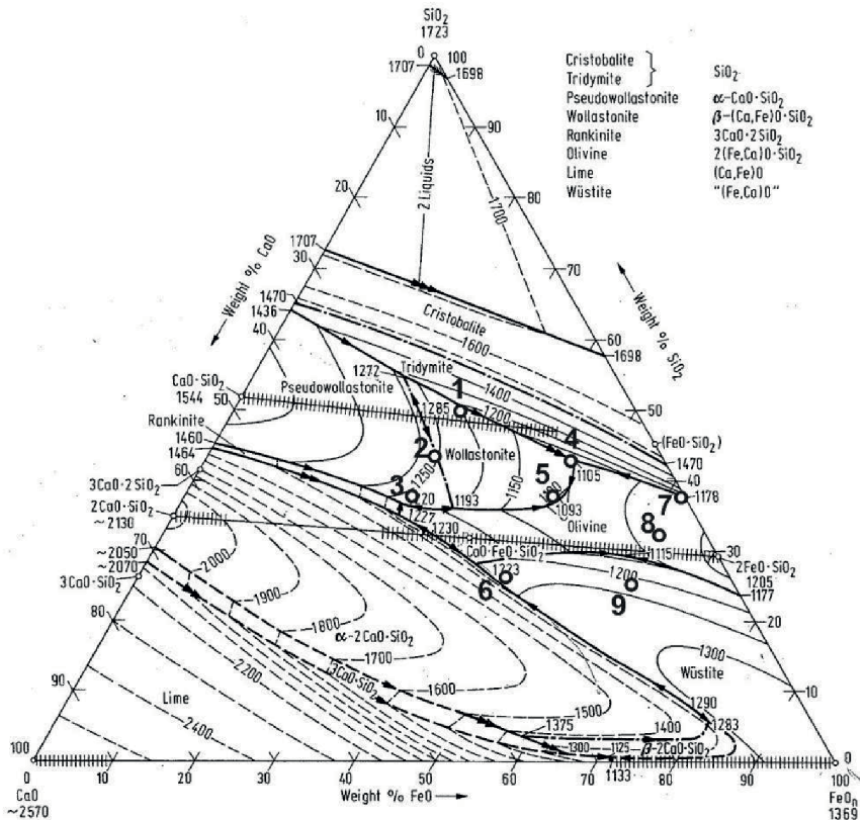 SiO₂
1723
0
100
1707
1698
Cristobalite
Tridymite
SiO₂
Pseudowollastonite
α-CaO·SiO₂
Wollastonite
β-(Ca,Fe)O·SiO₂
Rankinite
3CaO·2SiO₂
Olivine
2(Fe,Ca)O·SiO₂
Lime
(Ca,Fe)O
Wüstite
"(Fe,Ca)O"
10
90
20
80
2 Liquids
1700
1707
30
70
← Weight % CaO
Weight % SiO₂ →
1470
1436
Cristobalite
60
1600
1698
40
Tridymite
1272
1400
CaO·SiO₂
1544
50
Pseudowollastonite
1
1285
1200
50
Rankinite
1460
1464
2
Wollastonite
4
(FeO·SiO₂)
1470
60
3CaO·2SiO₂
1250
3
20
1150
5
1105
1100
40
7
1178
2CaO·SiO₂
~2130
1227
1193
1093
1230
Olivine
8
70
~2050
~2070
3CaO·SiO₂
CaO·FeO·SiO₂
1115
30
2FeO·SiO₂
1205
1177
2000
1223
6
1200
9
80
1900
20
1800
α-2CaO·SiO₂
1700
3CaO·SiO₂
1300
Wüstite
90
Lime
2200
1600
10
1290
1283
2400
1500
1375
1400
100
1300
1125
β-2CaO·SiO₂
0
0
10
20
30
40
50
60
70
1133
80
90
100
CaO
~2570
Weight % FeO →
FeOₙ
1369